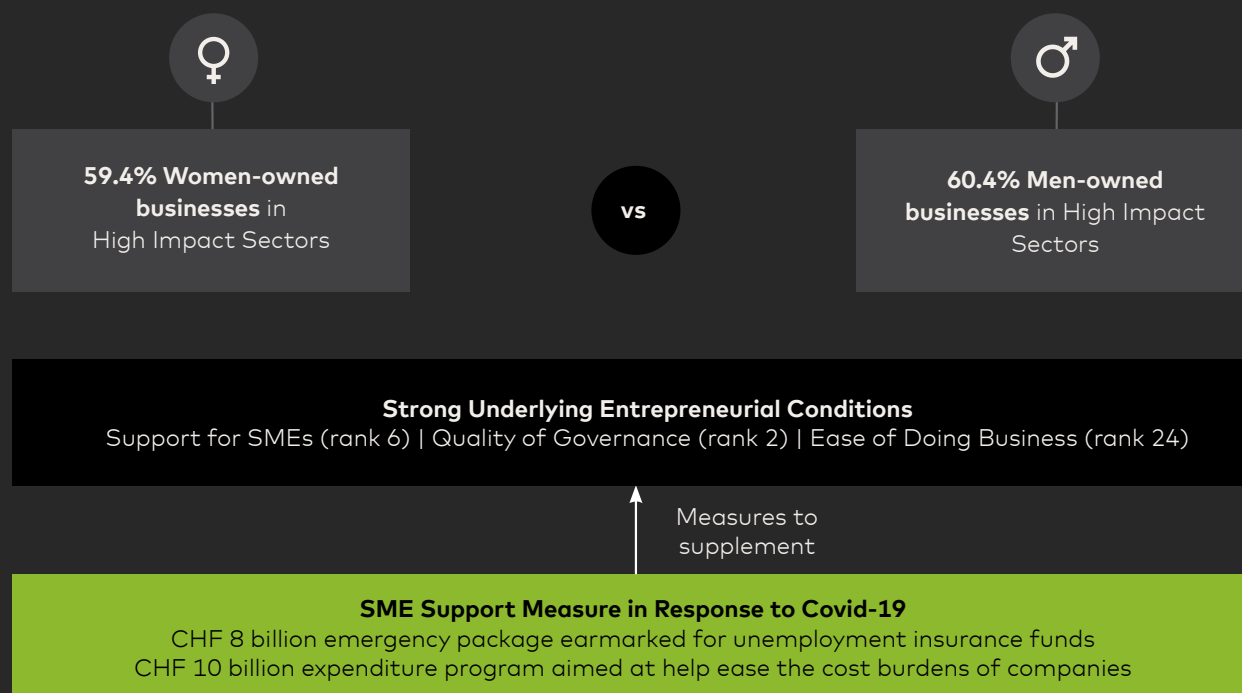 59.4% Women-owned
businesses in
High Impact Sectors
vs
60.4% Men-owned
businesses in High Impact
Sectors
Strong Underlying Entrepreneurial Conditions
Support for SMEs (rank 6) | Quality of Governance (rank 2) | Ease of Doing Business (rank 24)
Measures to
supplement
SME Support Measure in Response to Covid-19
CHF 8 billion emergency package earmarked for unemployment insurance funds
CHF 10 billion expenditure program aimed at help ease the cost burdens of companies